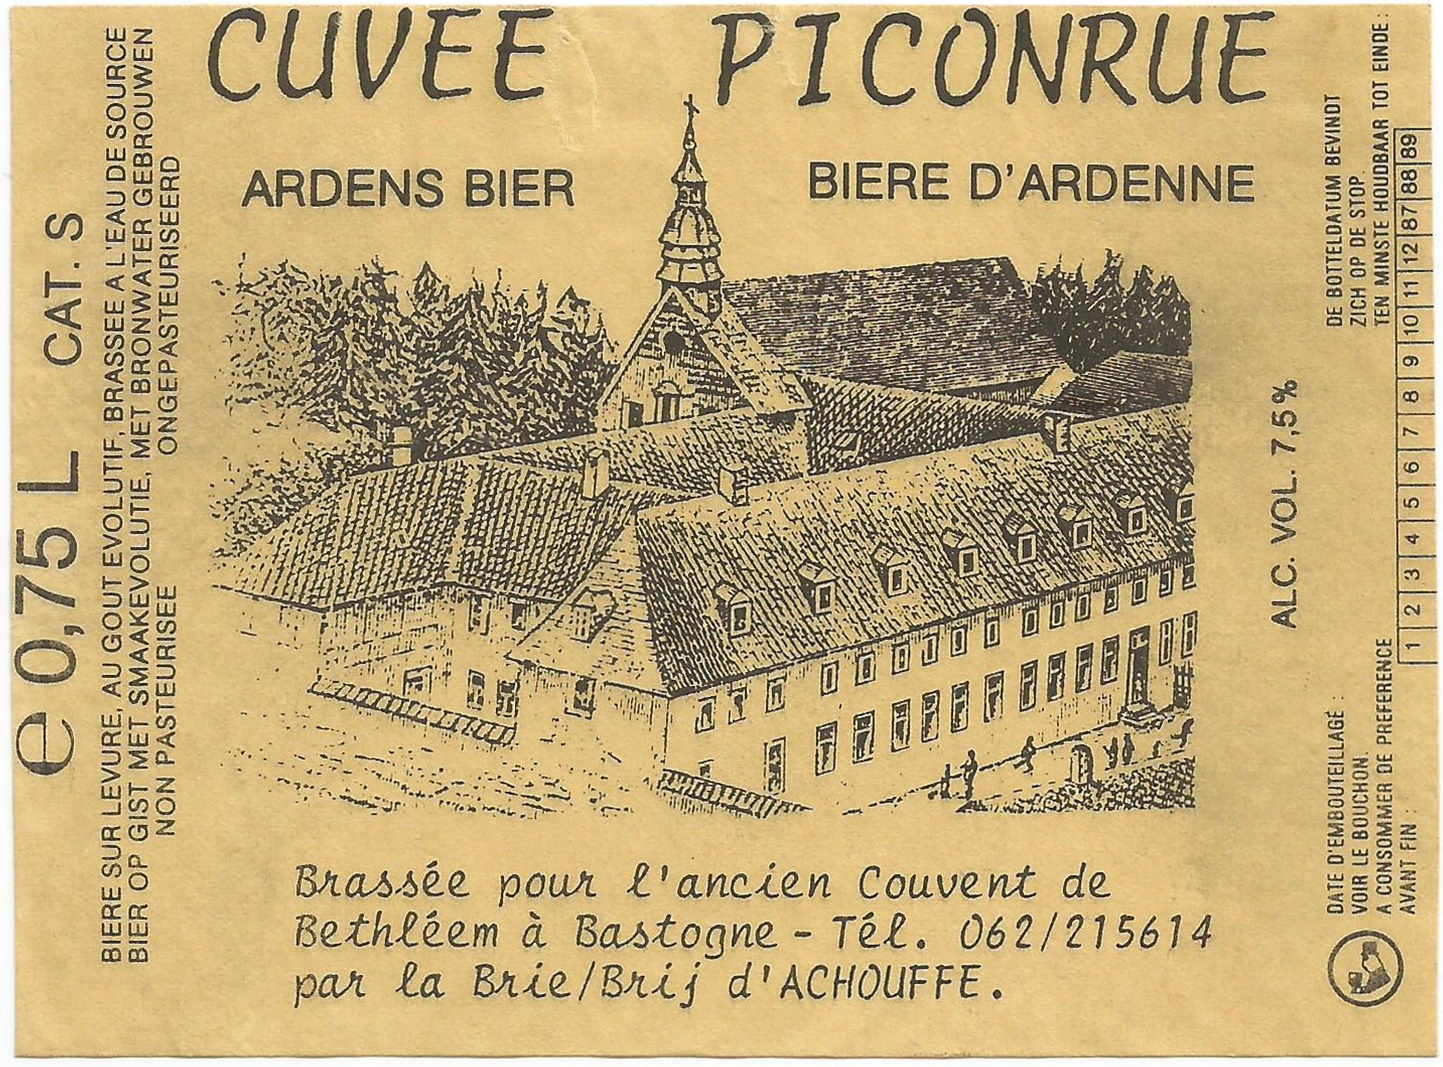 CUVEE PICONRUE
ARDENS BIER
BIERE D'ARDENNE
e 0,75 L CAT. S
BIERE SUR LEVURE, AU GOUT EVOLUTIF, BRASSEE A L'EAU DE SOURCE
BIER OP GIST MET SMAAKEVOLUTIE, MET BRONWATER GEBROUWEN
NON PASTEURISEE ONGEPASTEURISEERD
Brassée pour l'ancien Couvent de
Bethléem à Bastogne - Tél. 062/215614
par la Brie/Brij d'ACHOUFFE.
ALC. VOL. 7,5%
DATE D'EMBOUTEILLAGE :
VOIR LE BOUCHON.
A CONSOMMER DE PREFERENCE
AVANT FIN :
DE BOTTELDATUM BEVINDT
ZICH OP DE STOP.
TEN MINSTE HOUDBAAR TOT EINDE :
1 2 3 4 5 6 7 8 9 10 11 12 87 88 89